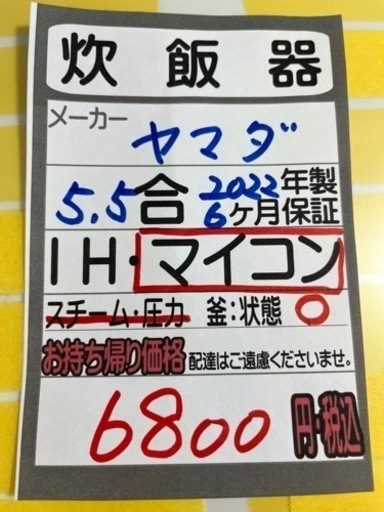 炊飯器
メーカー
ヤマダ
5.5合 2022年製
6ヶ月保証
IH・マイコン
スチーム・圧力 釜:状態 ○
お持ち帰り価格 配達はご遠慮くださいませ。
6800 円・税込